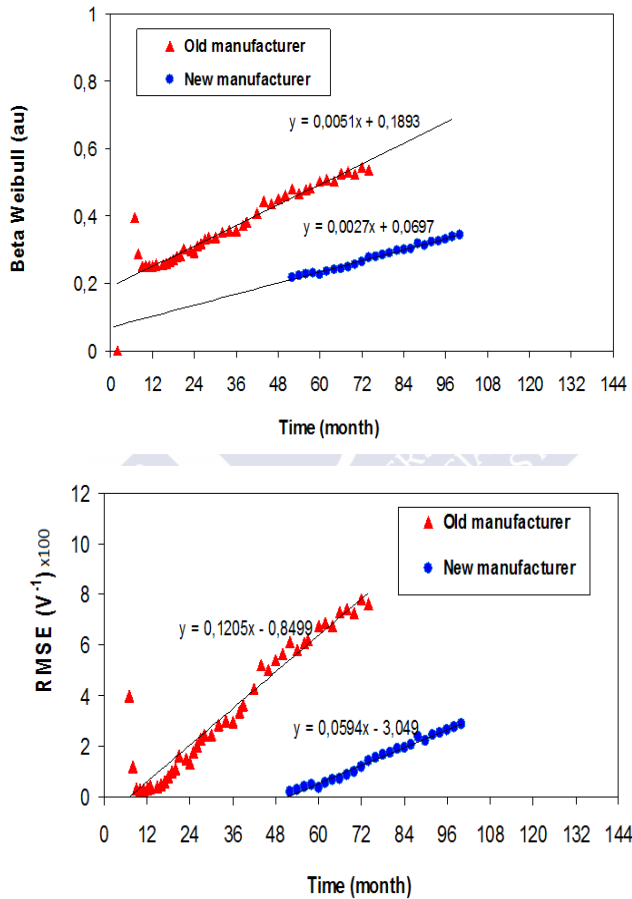 1
Old manufacturer
New manufacturer
0,8
y = 0,0051x + 0,1893
0,6
Beta Weibull (au)
0,4
y = 0,0027x + 0,0697
0,2
0
0 12 24 36 48 60 72 84 96 108 120 132 144
Time (month)
12
Old manufacturer
10
New manufacturer
8
RMSE (V⁻¹) x100
y = 0,1205x - 0,8499
6
4
y = 0,0594x - 3,049
2
0
0 12 24 36 48 60 72 84 96 108 120 132 144
Time (month)